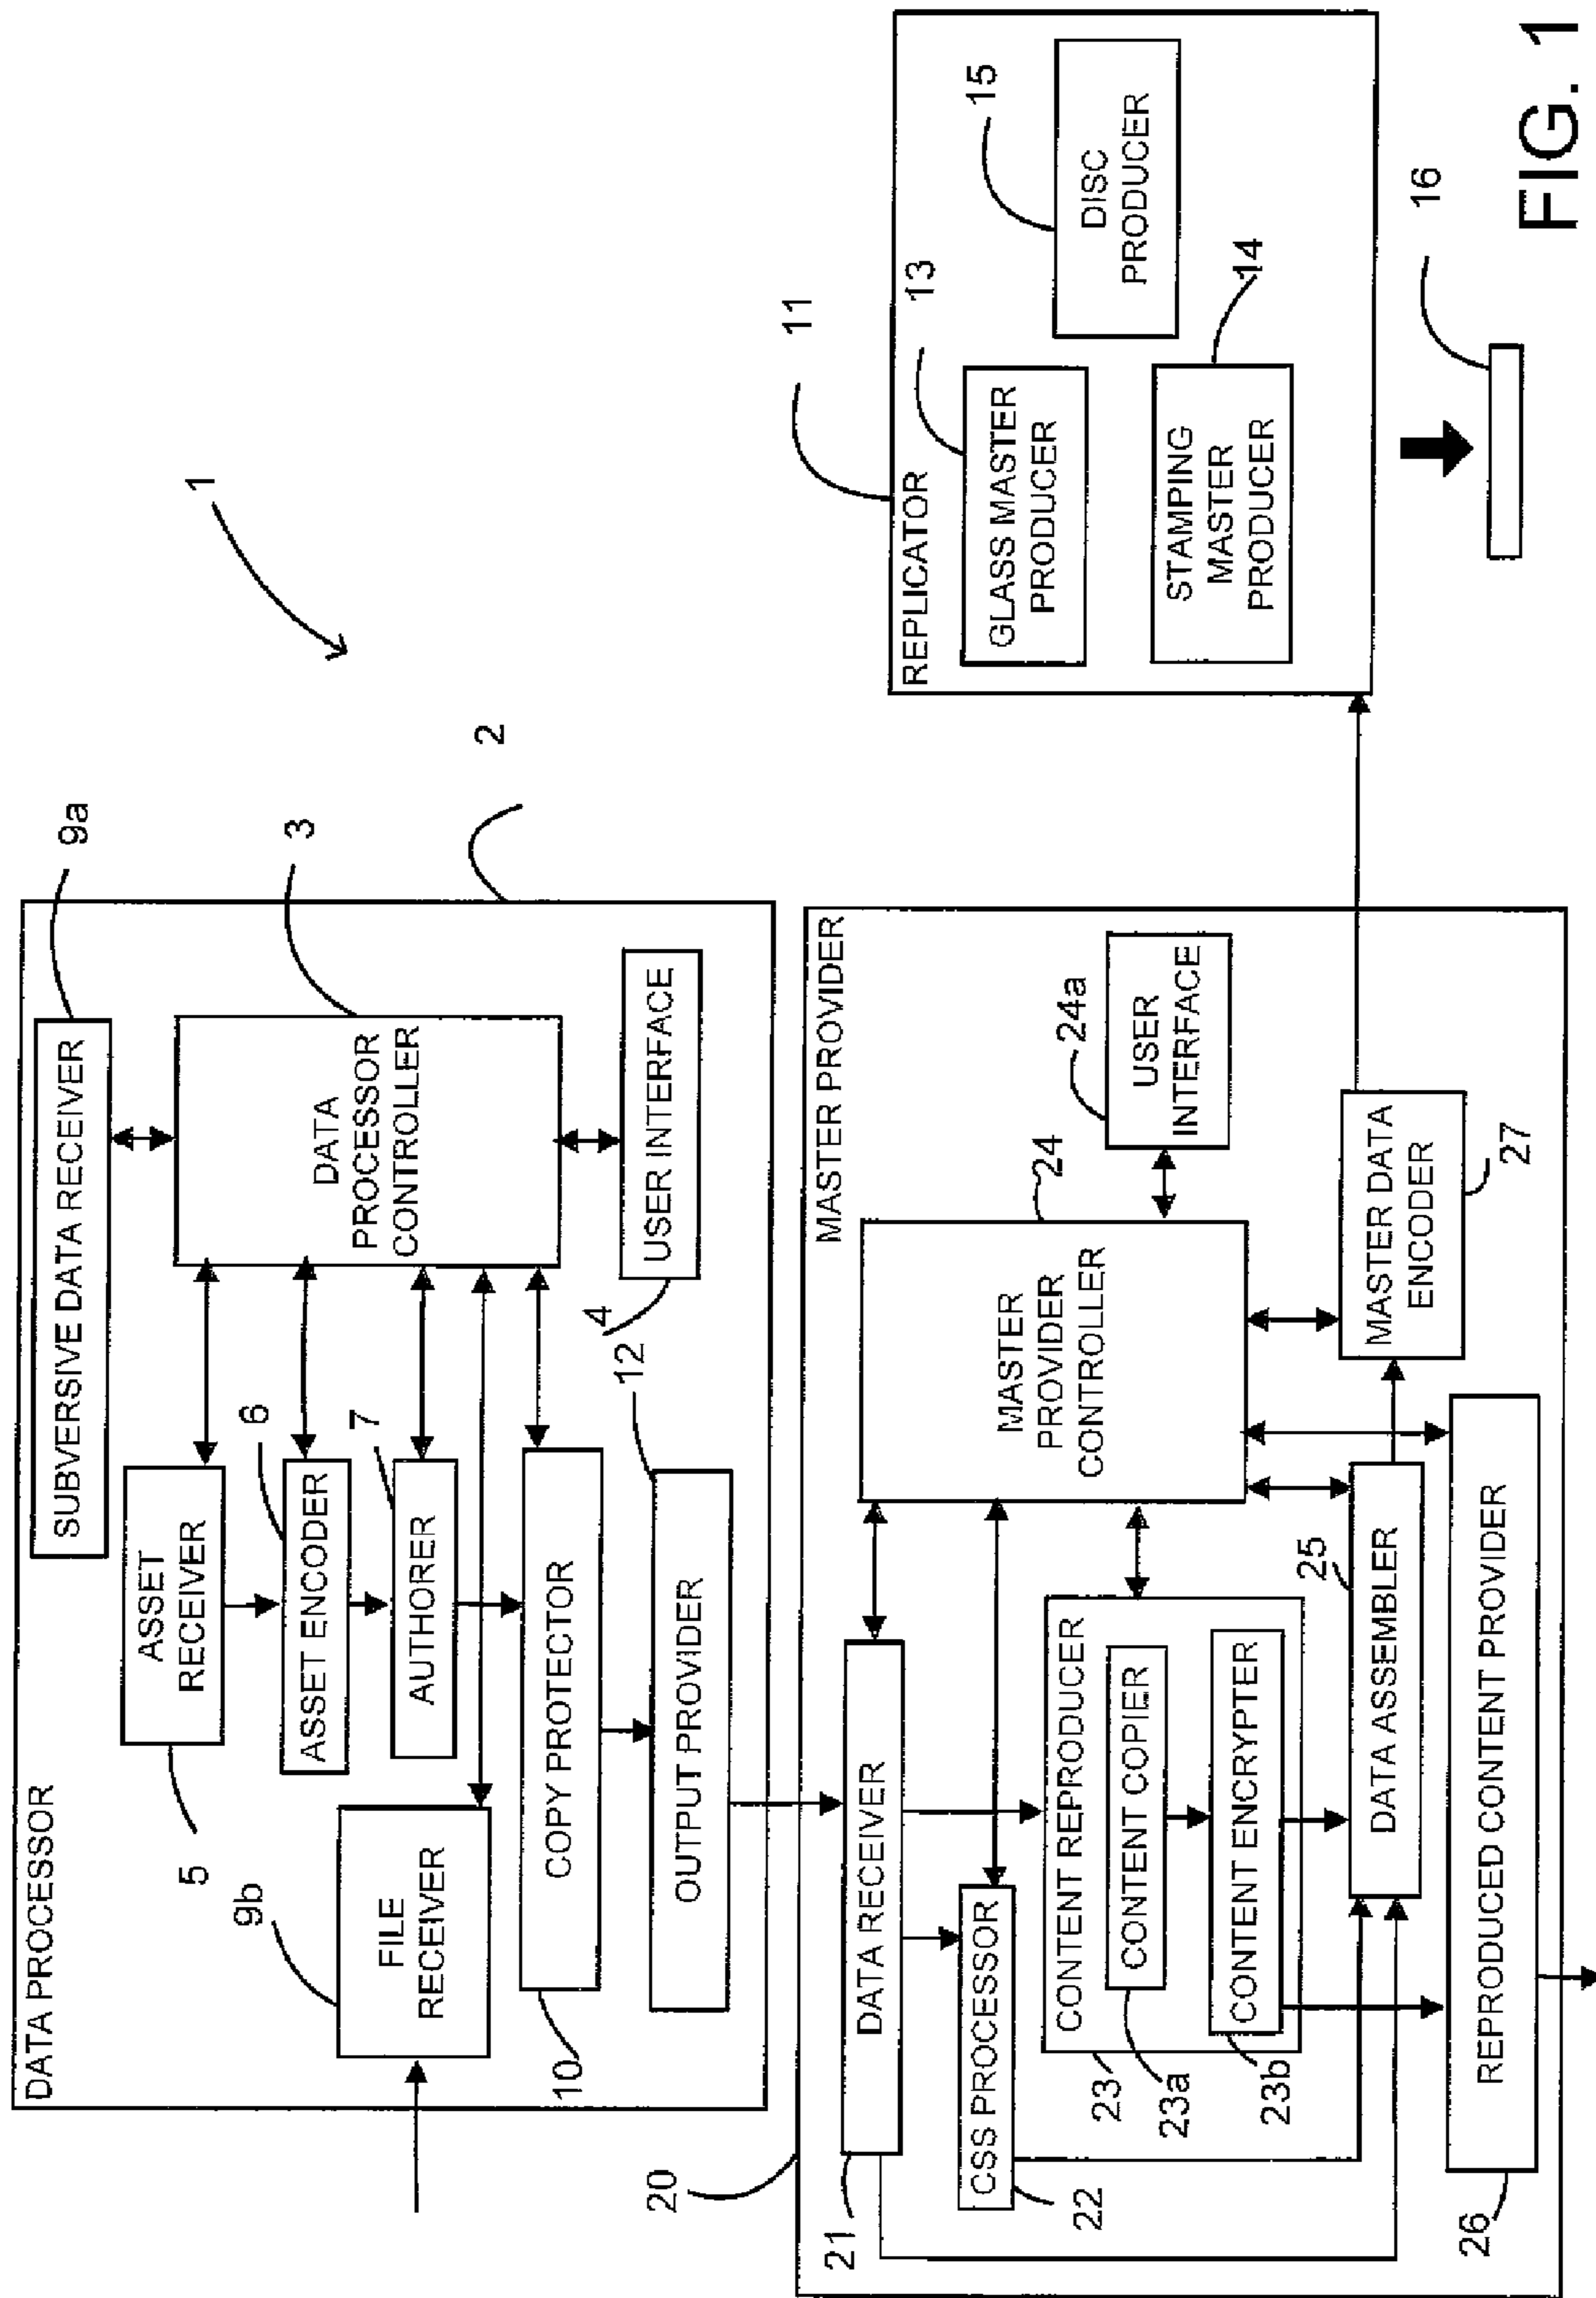 1
DATA PROCESSOR
2
SUBVERSIVE DATA RECEIVER
9a
ASSET
RECEIVER
5
DATA
PROCESSOR
CONTROLLER
3
ASSET ENCODER
6
AUTHORER
7
FILE
RECEIVER
9b
COPY PROTECTOR
10
USER INTERFACE
4
OUTPUT PROVIDER
12
MASTER PROVIDER
20
DATA RECEIVER
21
MASTER
PROVIDER
CONTROLLER
24
USER
INTERFACE
24a
CSS PROCESSOR
22
CONTENT REPRODUCER
23
CONTENT COPIER
23a
CONTENT ENCRYPTER
23b
DATA ASSEMBLER
25
MASTER DATA
ENCODER
27
REPRODUCED CONTENT PROVIDER
26
REPLICATOR
11
GLASS MASTER
PRODUCER
13
DISC
PRODUCER
15
STAMPING
MASTER
PRODUCER
14
16
FIG. 1